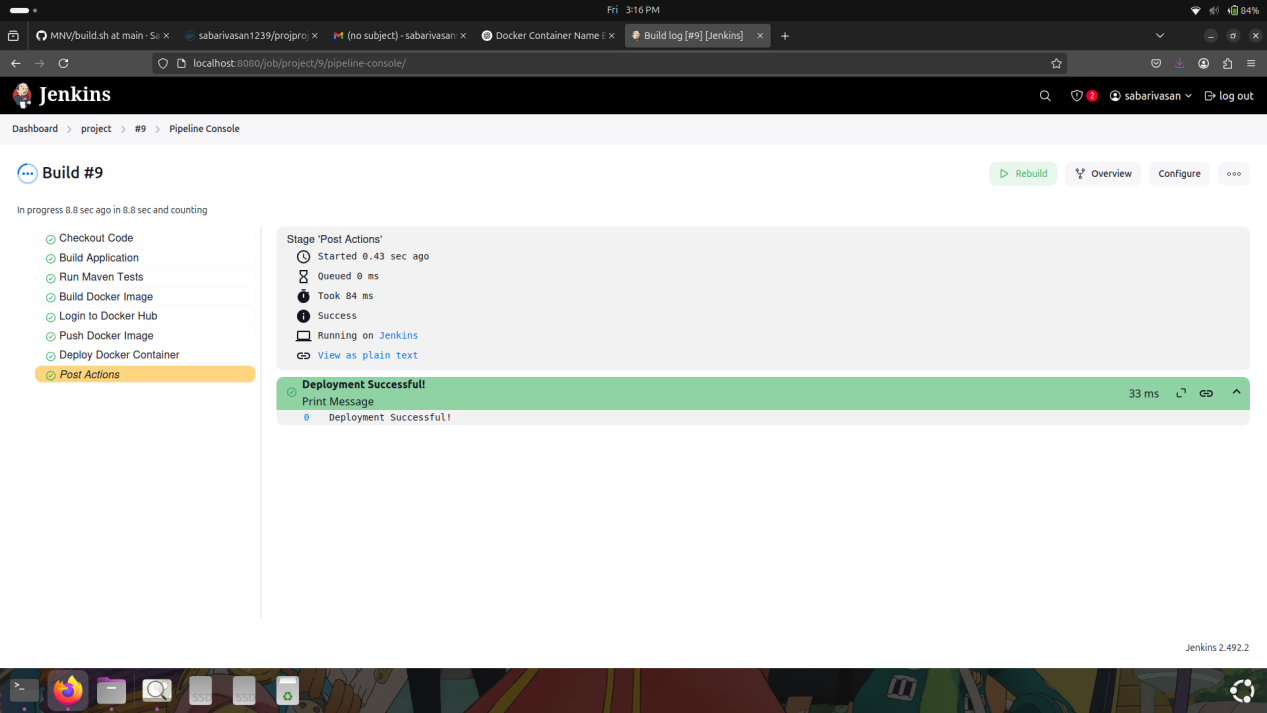 Fri 3:16 PM
84%
MNV/build.sh at main · Sa
sabarivasan1239/projproj
(no subject) - sabarivasan
Docker Container Name E
Build log [#9] [Jenkins]
localhost:8080/job/project/9/pipeline-console/
Jenkins
2
sabarivasan
log out
Dashboard
project
#9
Pipeline Console
Build #9
Rebuild
Overview
Configure
In progress 8.8 sec ago in 8.8 sec and counting
Checkout Code
Build Application
Run Maven Tests
Build Docker Image
Login to Docker Hub
Push Docker Image
Deploy Docker Container
Post Actions
Stage 'Post Actions'
Started 0.43 sec ago
Queued 0 ms
Took 84 ms
Success
Running on Jenkins
View as plain text
Deployment Successful!
Print Message
33 ms
0 Deployment Successful!
Jenkins 2.492.2
SSD
SSD